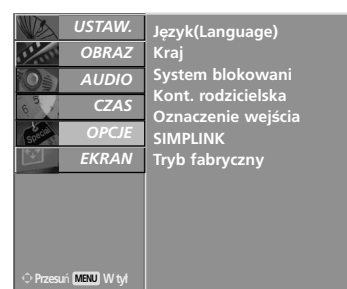 USTAW.
OBRAZ
AUDIO
CZAS
OPCJE
EKRAN
Język(Language)
Kraj
System blokowani
Kont. rodzicielska
Oznaczenie wejścia
SIMPLINK
Tryb fabryczny
Przesuń MENU W tył